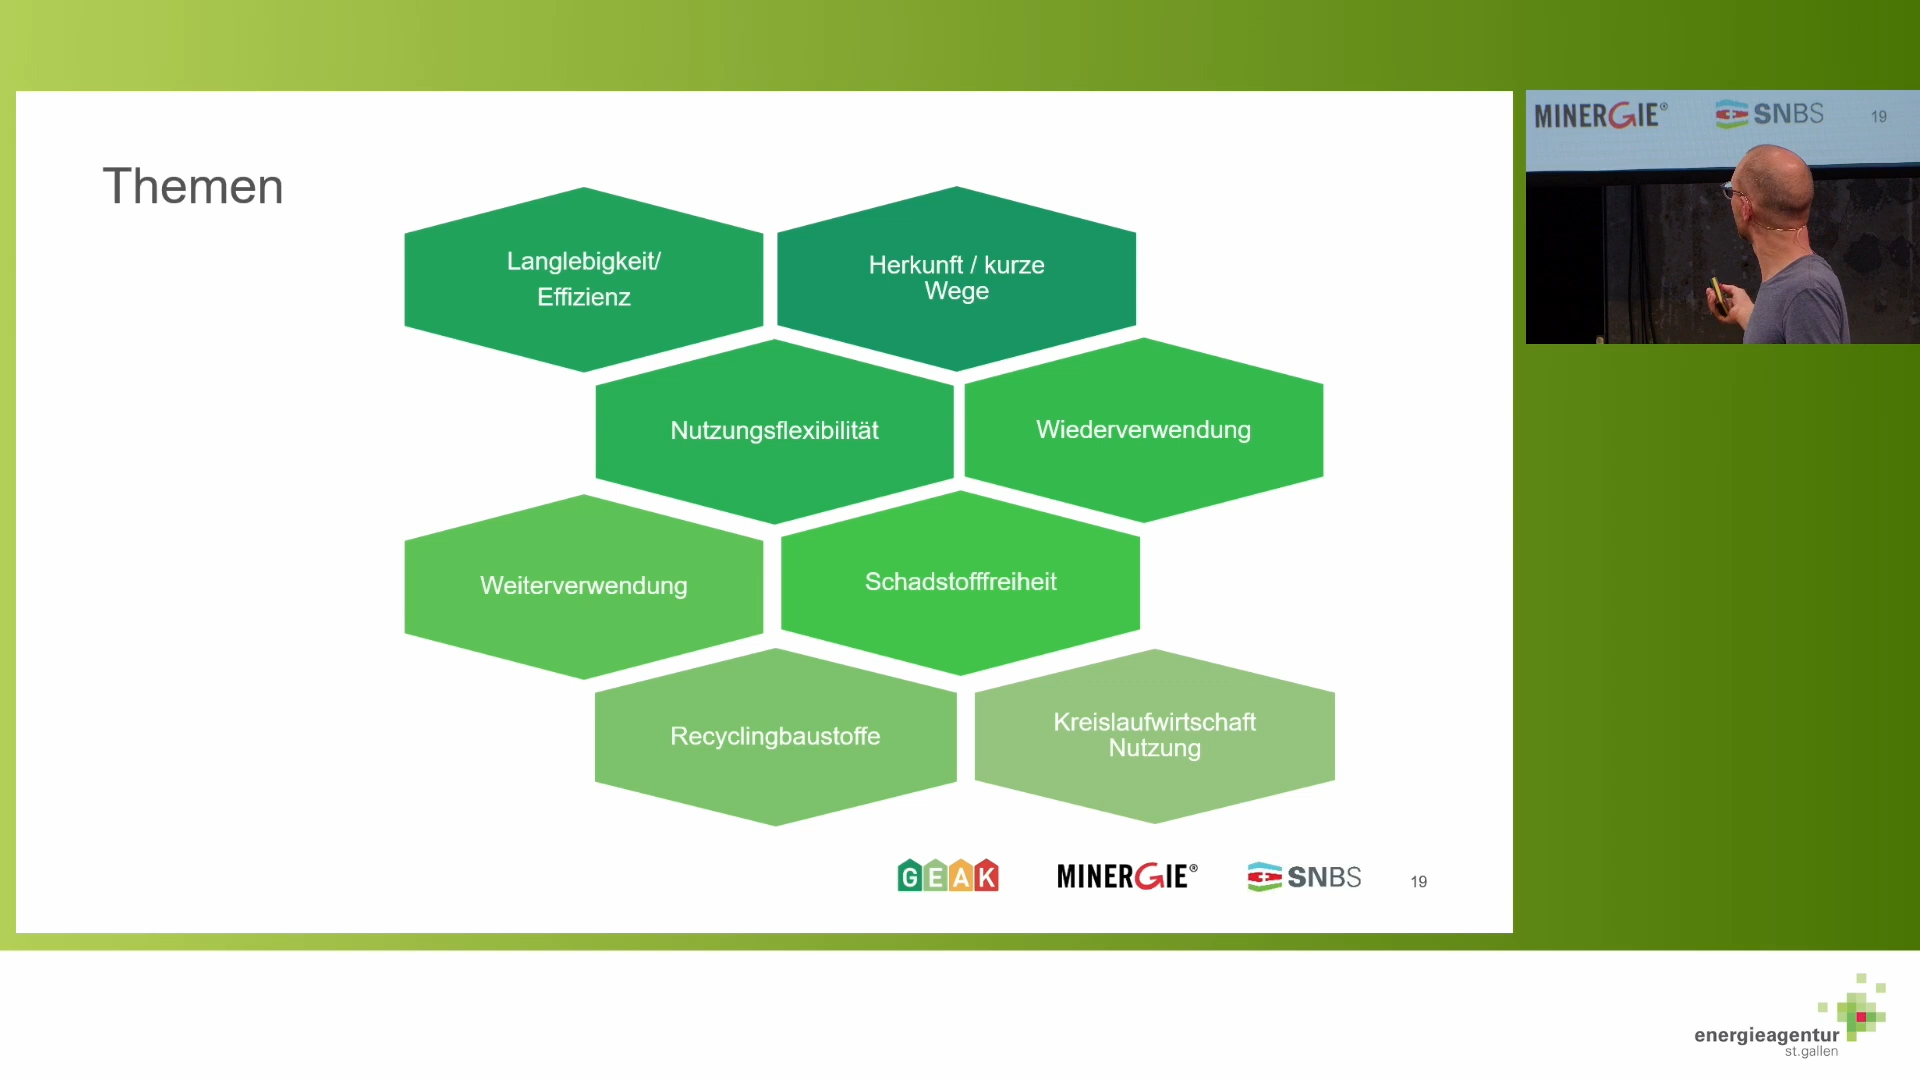 Themen
Langlebigkeit/
Effizienz
Herkunft / kurze
Wege
Nutzungsflexibilität
Wiederverwendung
Weiterverwendung
Schadstofffreiheit
Recyclingbaustoffe
Kreislaufwirtschaft
Nutzung
GEAK
MINERGIE®
SNBS
19
MINERGIE®
SNBS
19
energieagentur
st.gallen